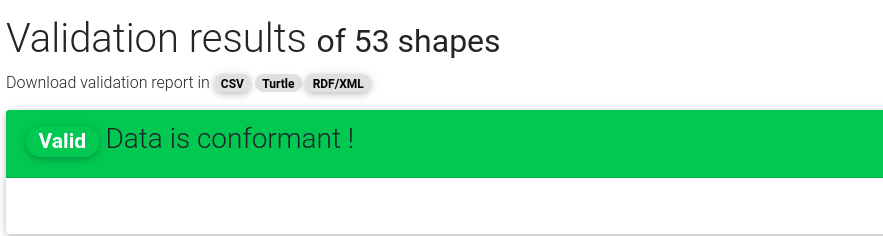 Validation results of 53 shapes
Download validation report in CSV Turtle RDF/XML
Valid Data is conformant !